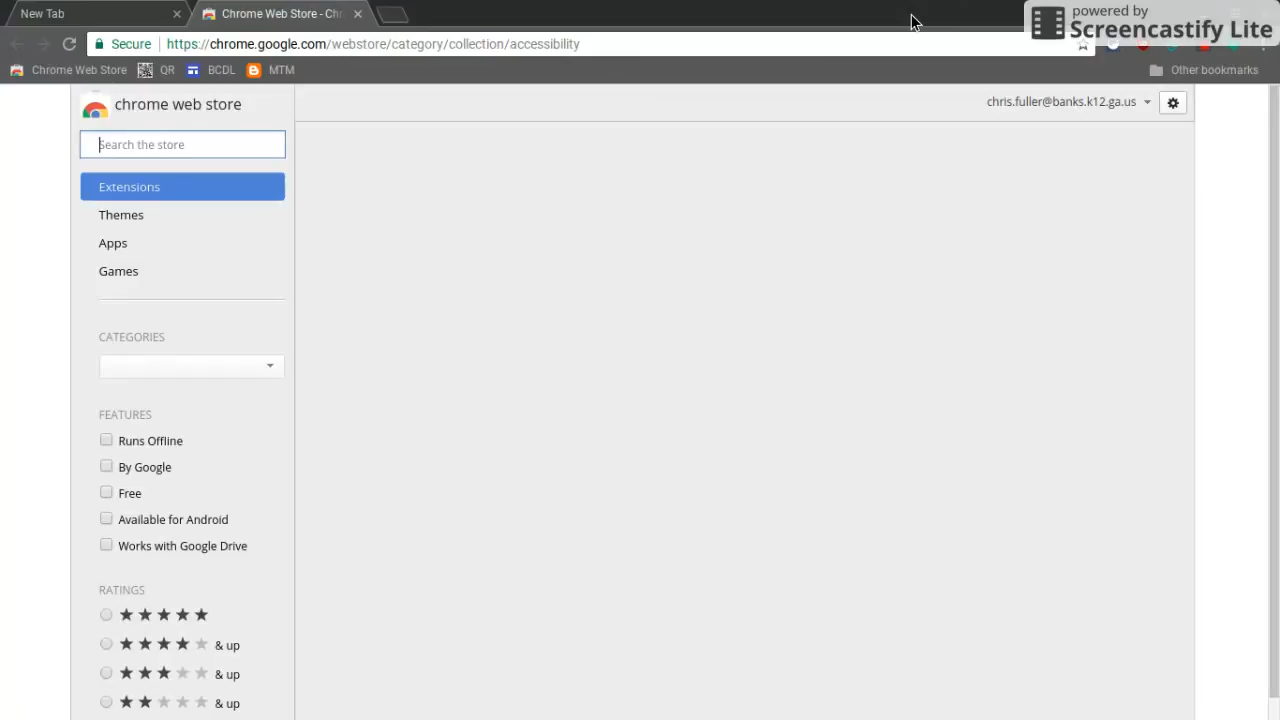 New Tab
Chrome Web Store - Chr
powered by
Screencastify Lite
Secure https://chrome.google.com/webstore/category/collection/accessibility
Chrome Web Store QR BCDL MTM Other bookmarks
chrome web store
chris.fuller@banks.k12.ga.us
Search the store
Extensions
Themes
Apps
Games
CATEGORIES
FEATURES
Runs Offline
By Google
Free
Available for Android
Works with Google Drive
RATINGS
& up
& up
& up